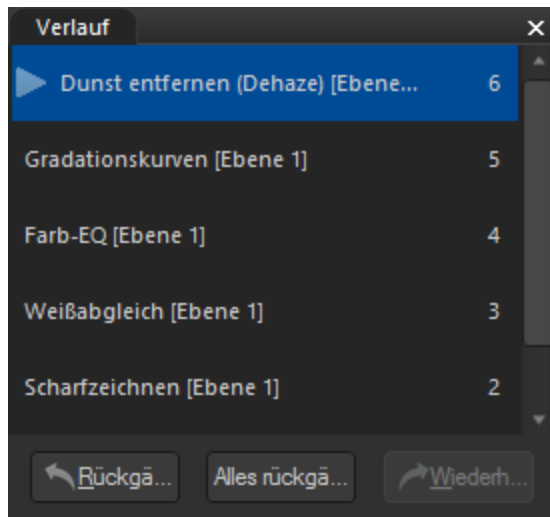 Verlauf
Dunst entfernen (Dehaze) [Ebene... 6
Gradationskurven [Ebene 1] 5
Farb-EQ [Ebene 1] 4
Weißabgleich [Ebene 1] 3
Scharfzeichnen [Ebene 1] 2
Rückgä... Alles rückgä... Wiederh...